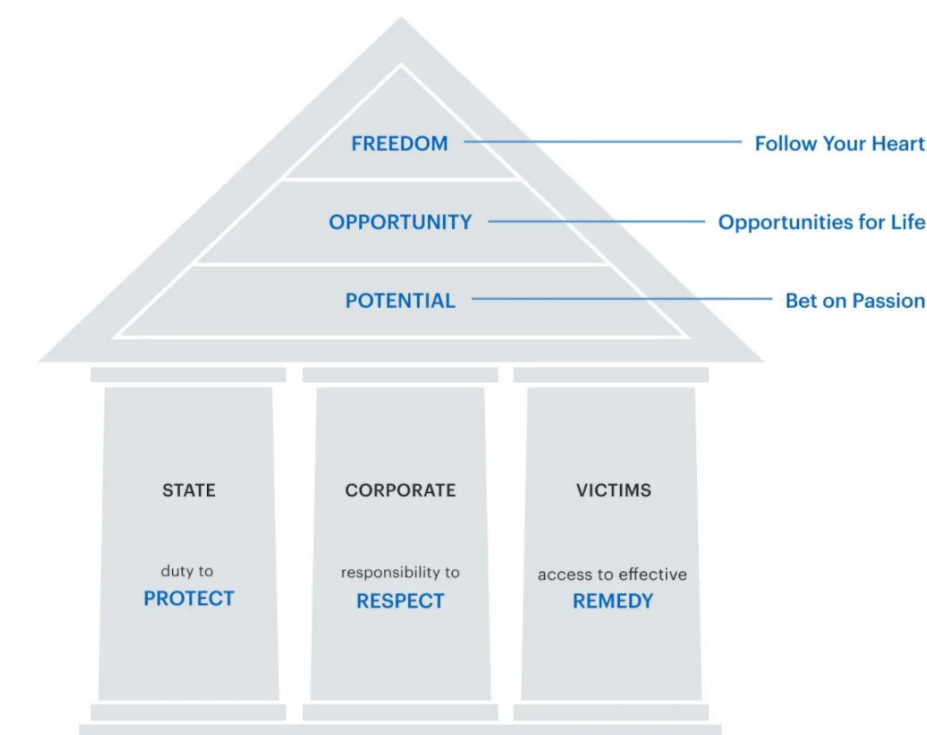 FREEDOM Follow Your Heart
OPPORTUNITY Opportunities for Life
POTENTIAL Bet on Passion
STATE
duty to
PROTECT
CORPORATE
responsibility to
RESPECT
VICTIMS
access to effective
REMEDY